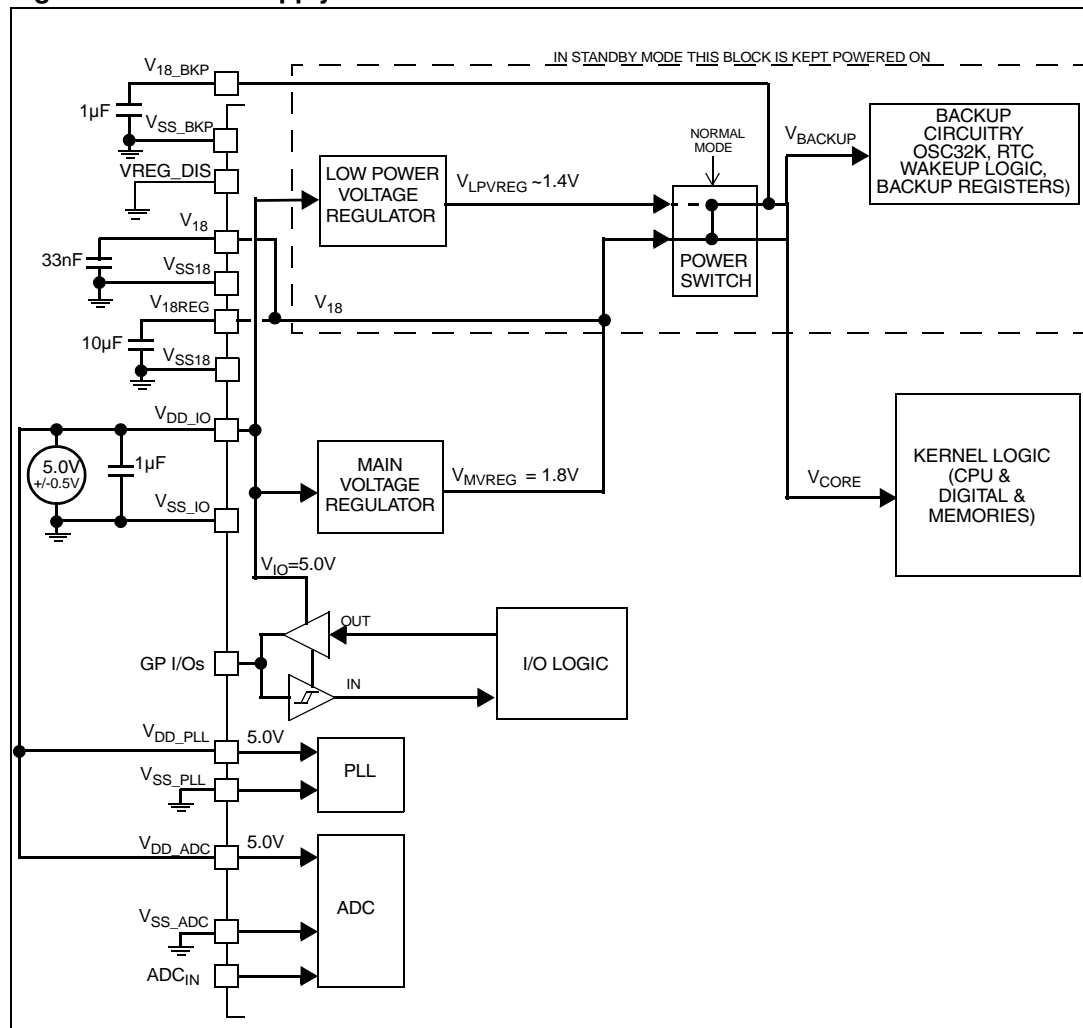 IN STANDBY MODE THIS BLOCK IS KEPT POWERED ON
V18_BKP
1µF
VSS_BKP
VREG_DIS
V18
33nF
VSS18
V18REG
10µF
VSS18
V18
LOW POWER
VOLTAGE
REGULATOR
VLPVREG ~1.4V
NORMAL
MODE
POWER
SWITCH
VBACKUP
BACKUP
CIRCUITRY
OSC32K, RTC
WAKEUP LOGIC,
BACKUP REGISTERS)
VDD_IO
5.0V
+/-0.5V
1µF
VSS_IO
MAIN
VOLTAGE
REGULATOR
VMVREG = 1.8V
VCORE
KERNEL LOGIC
(CPU &
DIGITAL &
MEMORIES)
VIO=5.0V
OUT
GP I/Os
IN
I/O LOGIC
VDD_PLL
5.0V
VSS_PLL
PLL
VDD_ADC
5.0V
VSS_ADC
ADCIN
ADC